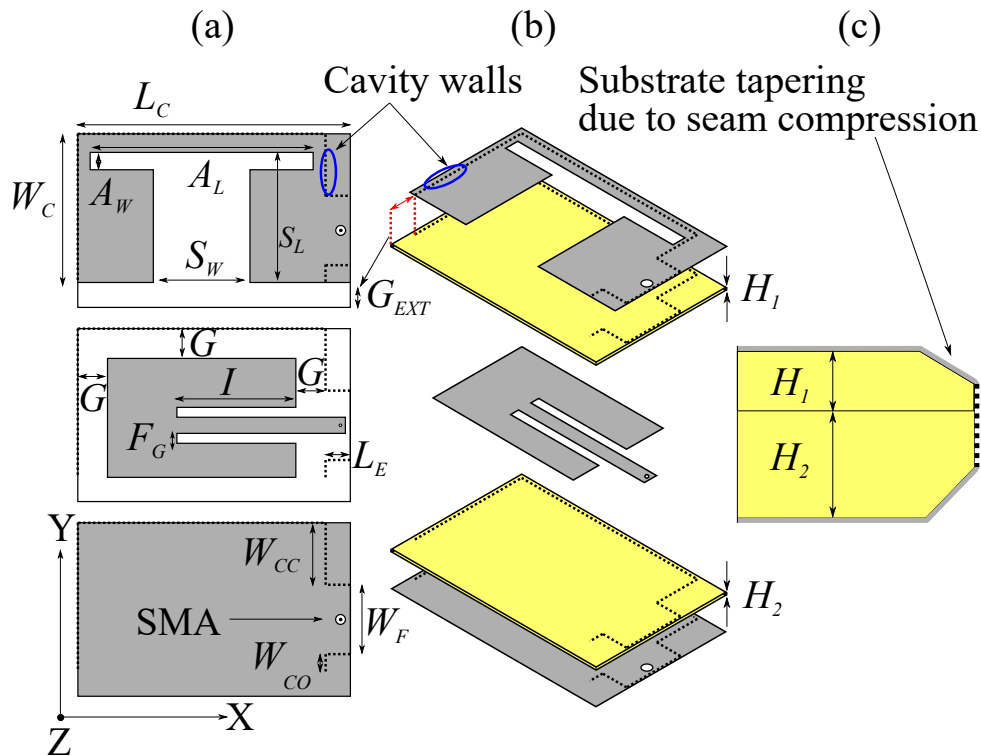 (a) (b) (c)
Cavity walls
Substrate tapering
due to seam compression
L_C
W_C
A_W
A_L
S_L
S_W
G_EXT
H_1
G
G
G
I
F_G
L_E
H_1
H_2
Y
W_CC
SMA
W_F
W_CO
H_2
X
Z